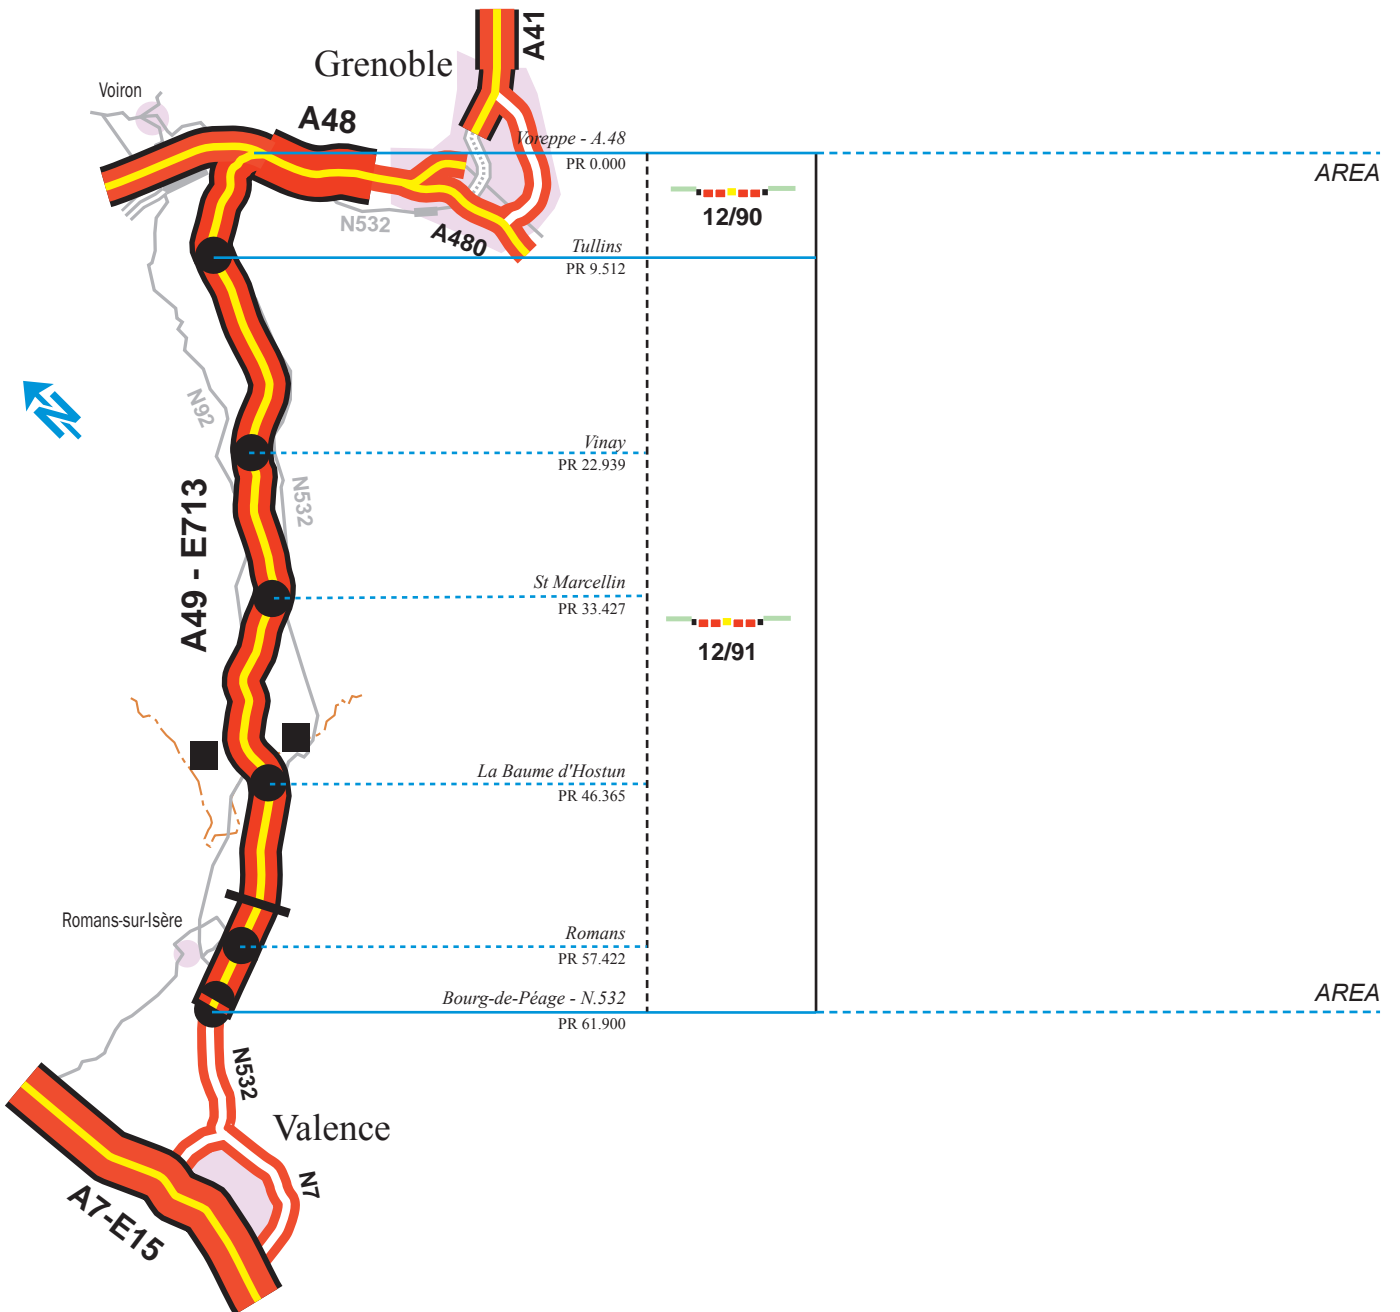 A41
Grenoble
Voiron
A48
Voreppe - A.48
PR 0.000
AREA
12/90
N532
A480
Tullins
PR 9.512
N
N92
Vinay
PR 22.939
A49 - E713
N532
St Marcellin
PR 33.427
12/91
La Baume d'Hostun
PR 46.365
Romans-sur-Isère
Romans
PR 57.422
Bourg-de-Péage - N.532
PR 61.900
AREA
N532
Valence
N7
A7-E15